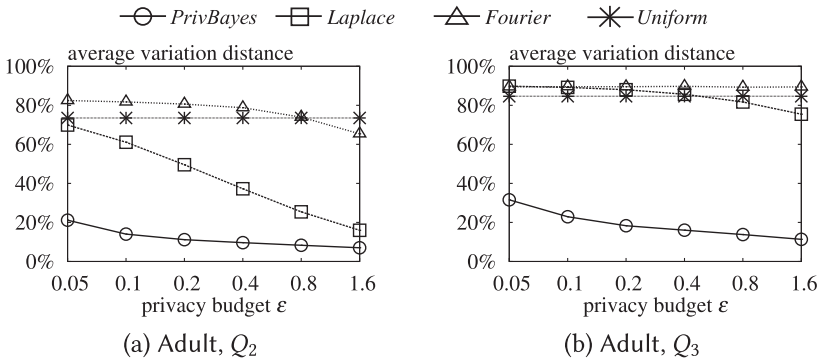 PrivBayes Laplace Fourier Uniform
average variation distance
100%
80%
60%
40%
20%
0%
0.05 0.1 0.2 0.4 0.8 1.6
privacy budget ε
(a) Adult, Q2
average variation distance
100%
80%
60%
40%
20%
0%
0.05 0.1 0.2 0.4 0.8 1.6
privacy budget ε
(b) Adult, Q3